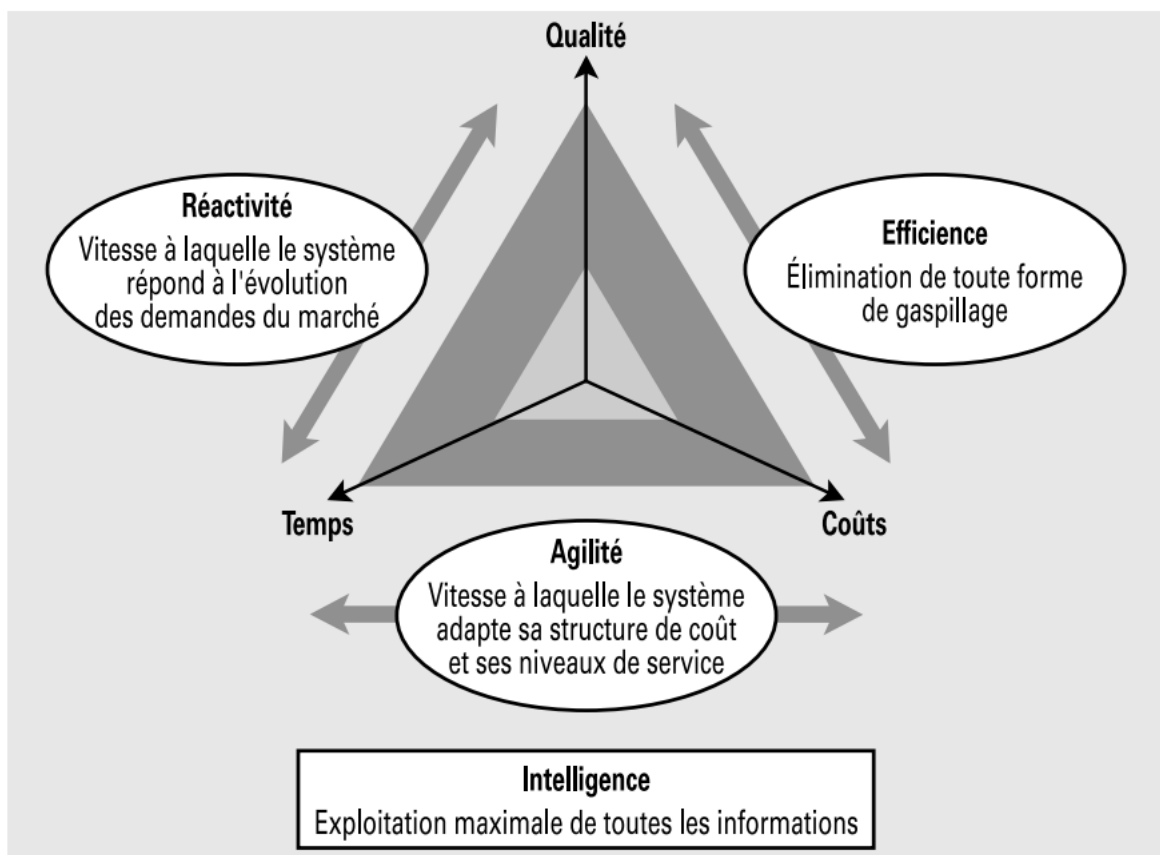 Qualité
Réactivité
Vitesse à laquelle le système
répond à l'évolution
des demandes du marché
Efficience
Élimination de toute forme
de gaspillage
Temps
Coûts
Agilité
Vitesse à laquelle le système
adapte sa structure de coût
et ses niveaux de service
Intelligence
Exploitation maximale de toutes les informations